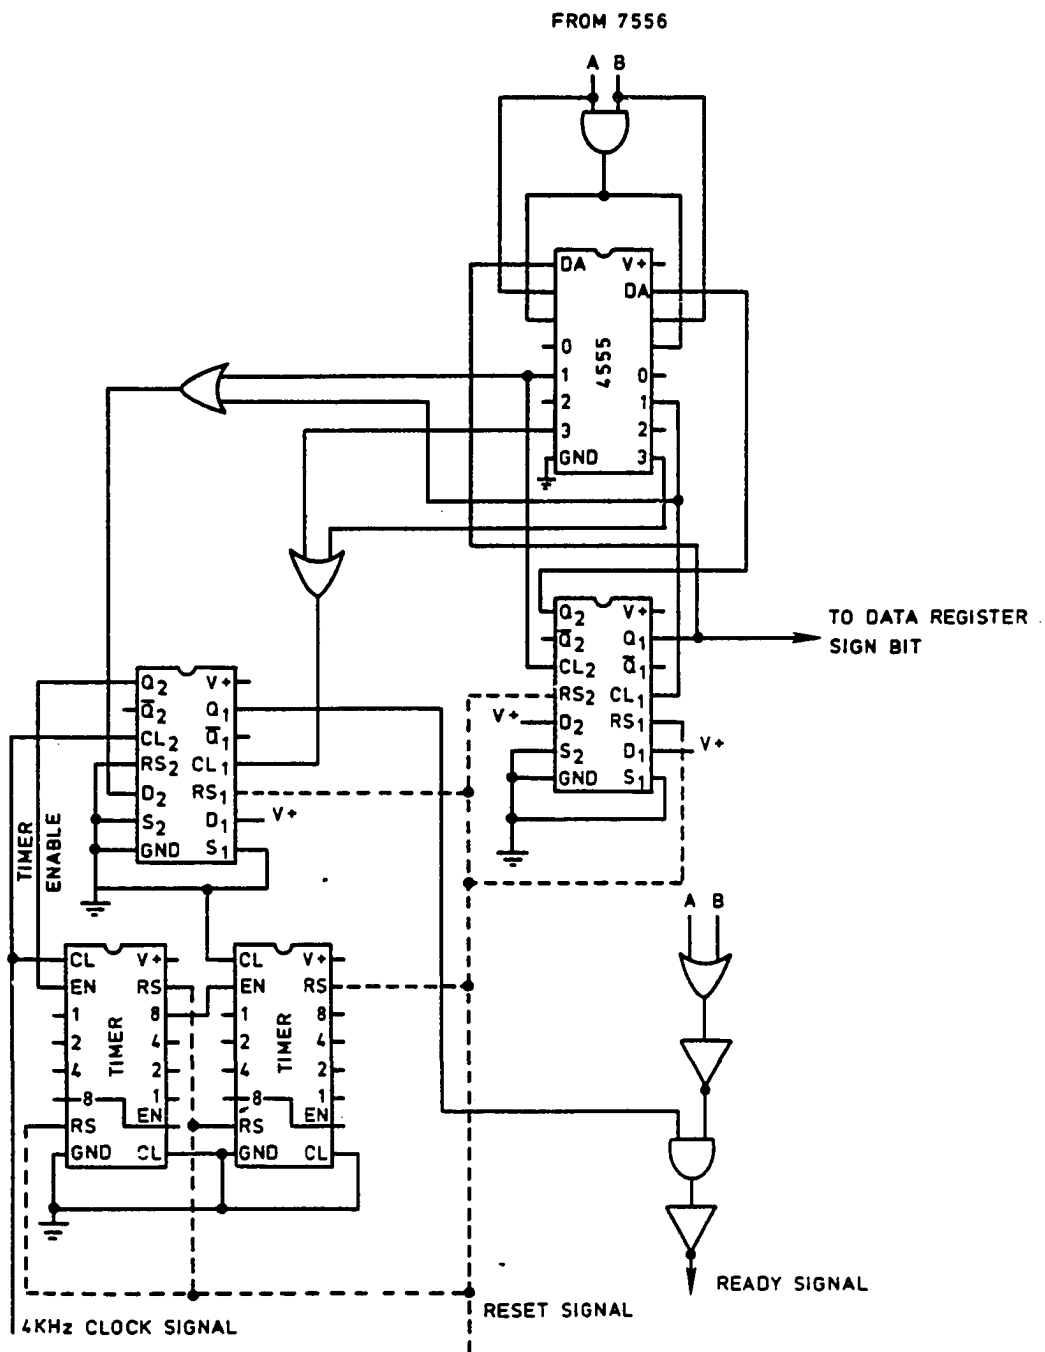 FROM 7556
A B
DA V+
DA
4555
0
1 0
2 1
3 2
GND 3
Q2 V+
Q̅2 Q1
CL2 Q̅1
RS2 CL1
V+ D2 RS1
S2 D1 V+
GND S1
TO DATA REGISTER
SIGN BIT
Q2 V+
Q̅2 Q1
CL2 Q̅1
RS2 CL1
D2 RS1
S2 D1 V+
GND S1
TIMER
ENABLE
CL V+
EN RS
1 8
2 4
4 2
8 1
RS EN
GND CL
TIMER
CL V+
EN RS
1 8
2 4
4 2
8 1
RS EN
GND CL
TIMER
A B
READY SIGNAL
RESET SIGNAL
4KHz CLOCK SIGNAL